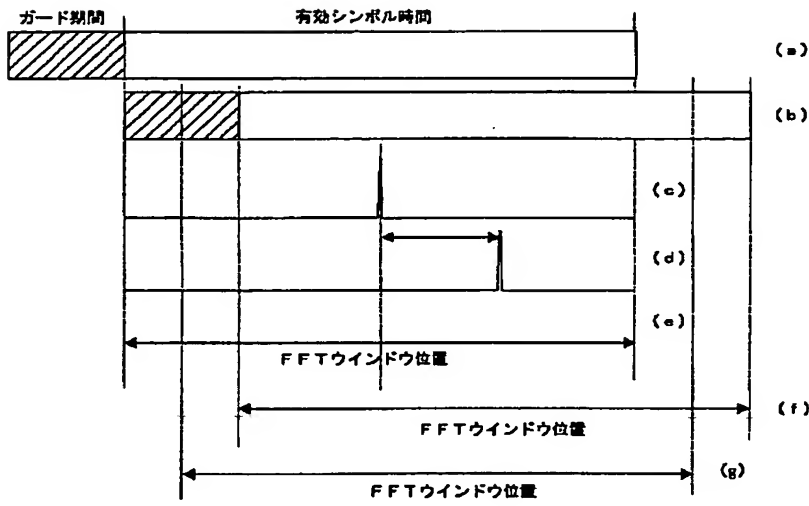 ガード期間 有効シンボル時間
(a)
(b)
(c)
(d)
(e)
FFTウインドウ位置
(f)
FFTウインドウ位置
(g)
FFTウインドウ位置